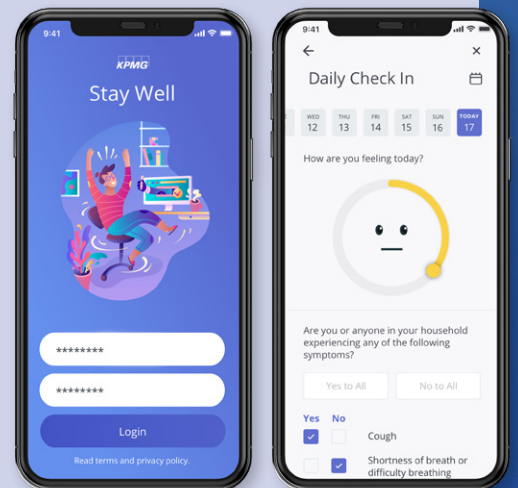 9:41
KPMG
Stay Well
********
********
Login
Read terms and privacy policy.
9:41
Daily Check In
WED THU FRI SAT SUN TODAY
12 13 14 15 16 17
How are you feeling today?
Are you or anyone in your household
experiencing any of the following
symptoms?
Yes to All No to All
Yes No
Cough
Shortness of breath or
difficulty breathing